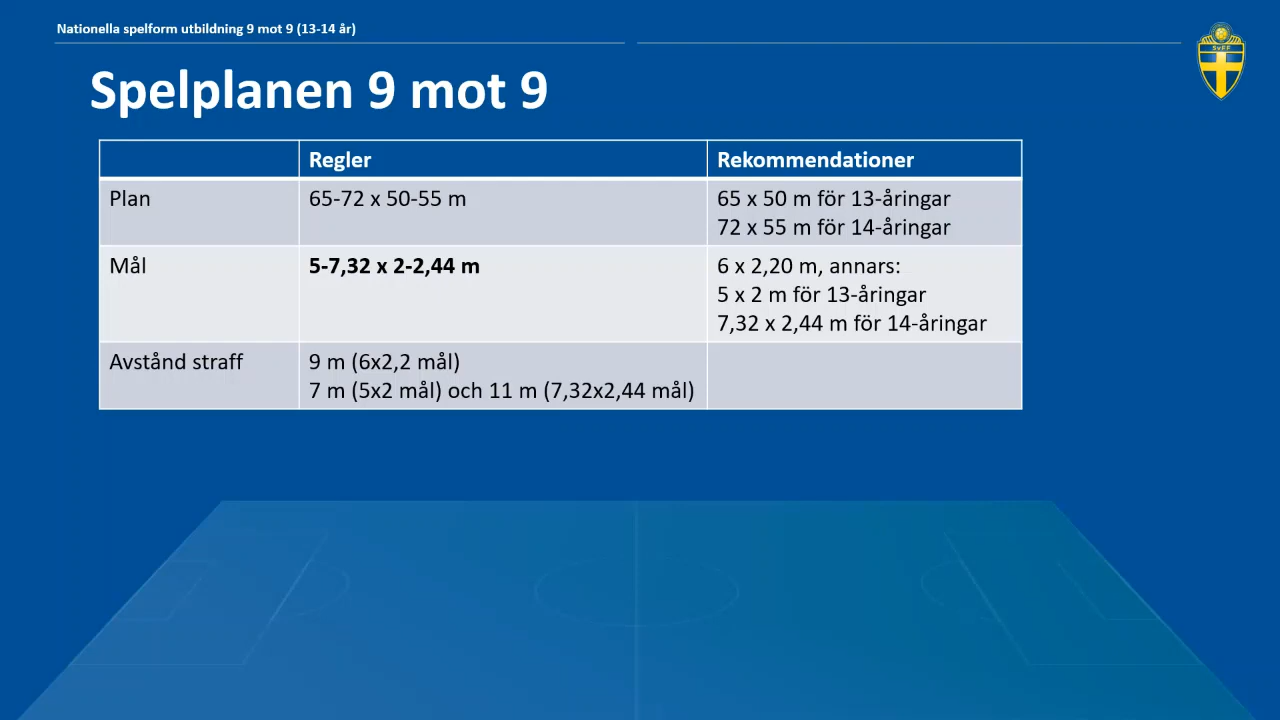 Nationella spelform utbildning 9 mot 9 (13-14 år)
SvFF
Spelplanen 9 mot 9
Regler
Rekommendationer
Plan
65-72 x 50-55 m
65 x 50 m för 13-åringar
72 x 55 m för 14-åringar
Mål
5-7,32 x 2-2,44 m
6 x 2,20 m, annars:
5 x 2 m för 13-åringar
7,32 x 2,44 m för 14-åringar
Avstånd straff
9 m (6x2,2 mål)
7 m (5x2 mål) och 11 m (7,32x2,44 mål)